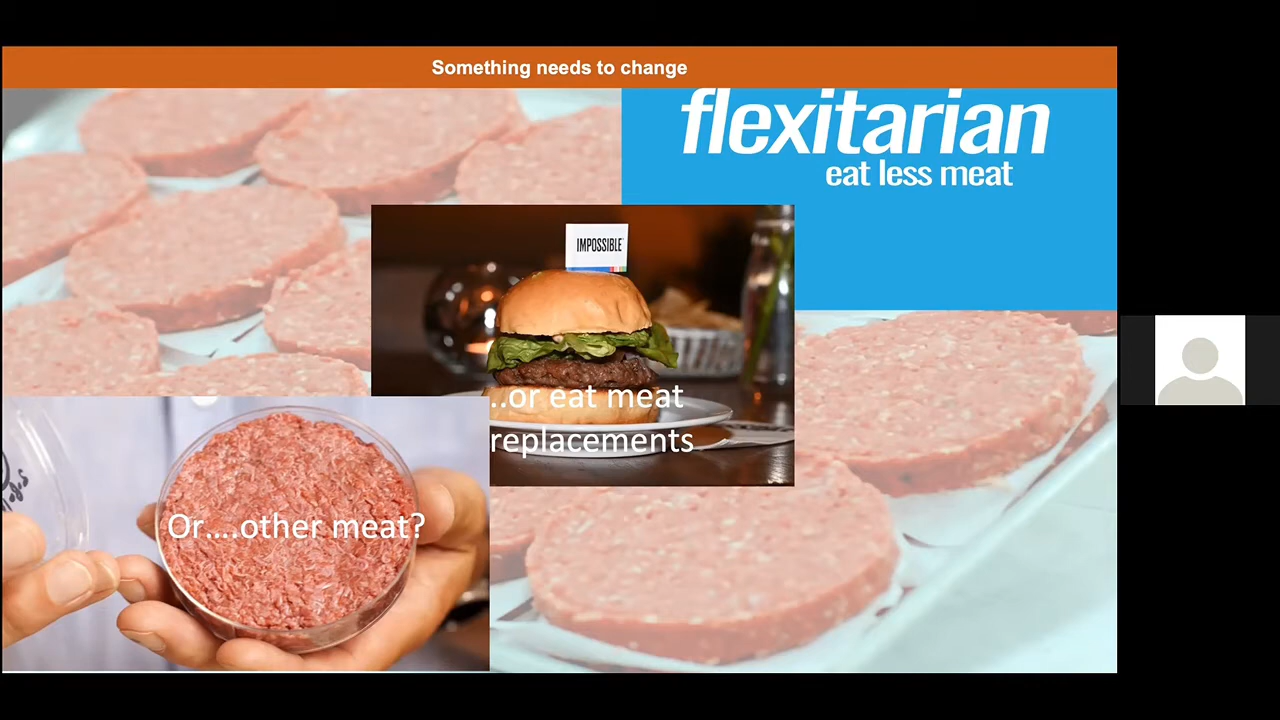 Something needs to change
flexitarian
eat less meat
IMPOSSIBLE
..or eat meat
replacements
Or....other meat?